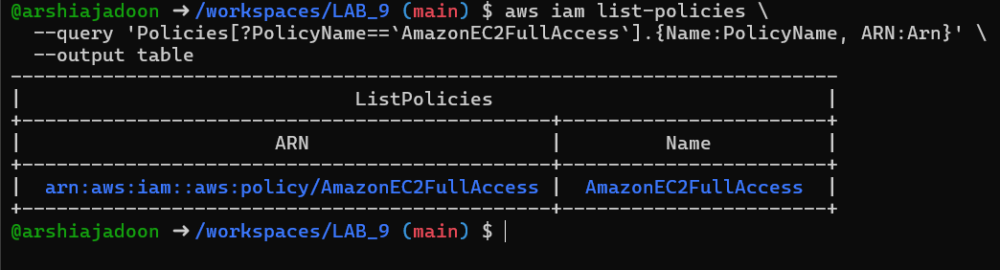 @arshiajadoon ➜ /workspaces/LAB_9 (main) $ aws iam list-policies \
  --query 'Policies[?PolicyName==`AmazonEC2FullAccess`].{Name:PolicyName, ARN:Arn}' \
  --output table
--------------------------------------------------------------------------
|                              ListPolicies                              |
+------------------------------------------------+-----------------------+
|                      ARN                       |         Name          |
+------------------------------------------------+-----------------------+
|  arn:aws:iam::aws:policy/AmazonEC2FullAccess   |  AmazonEC2FullAccess  |
+------------------------------------------------+-----------------------+
@arshiajadoon ➜ /workspaces/LAB_9 (main) $